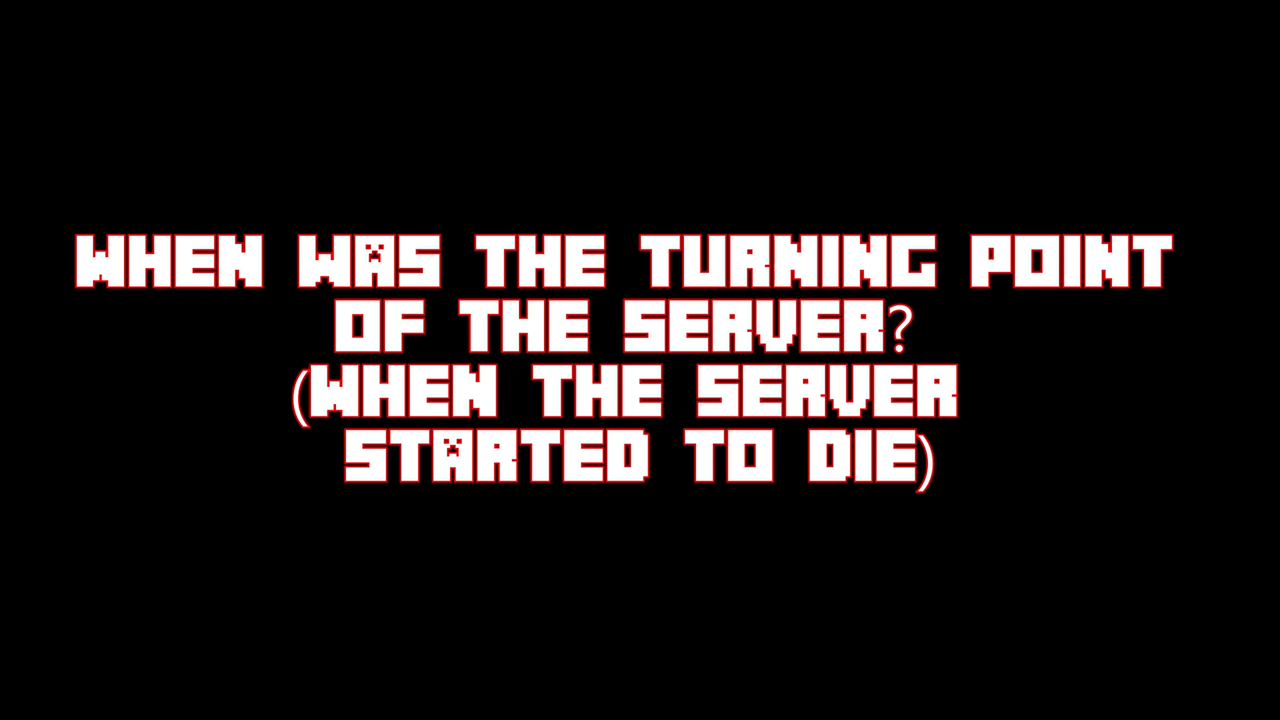 WHEN WAS THE TURNING POINT
OF THE SERVER?
(WHEN THE SERVER
STARTED TO DIE)